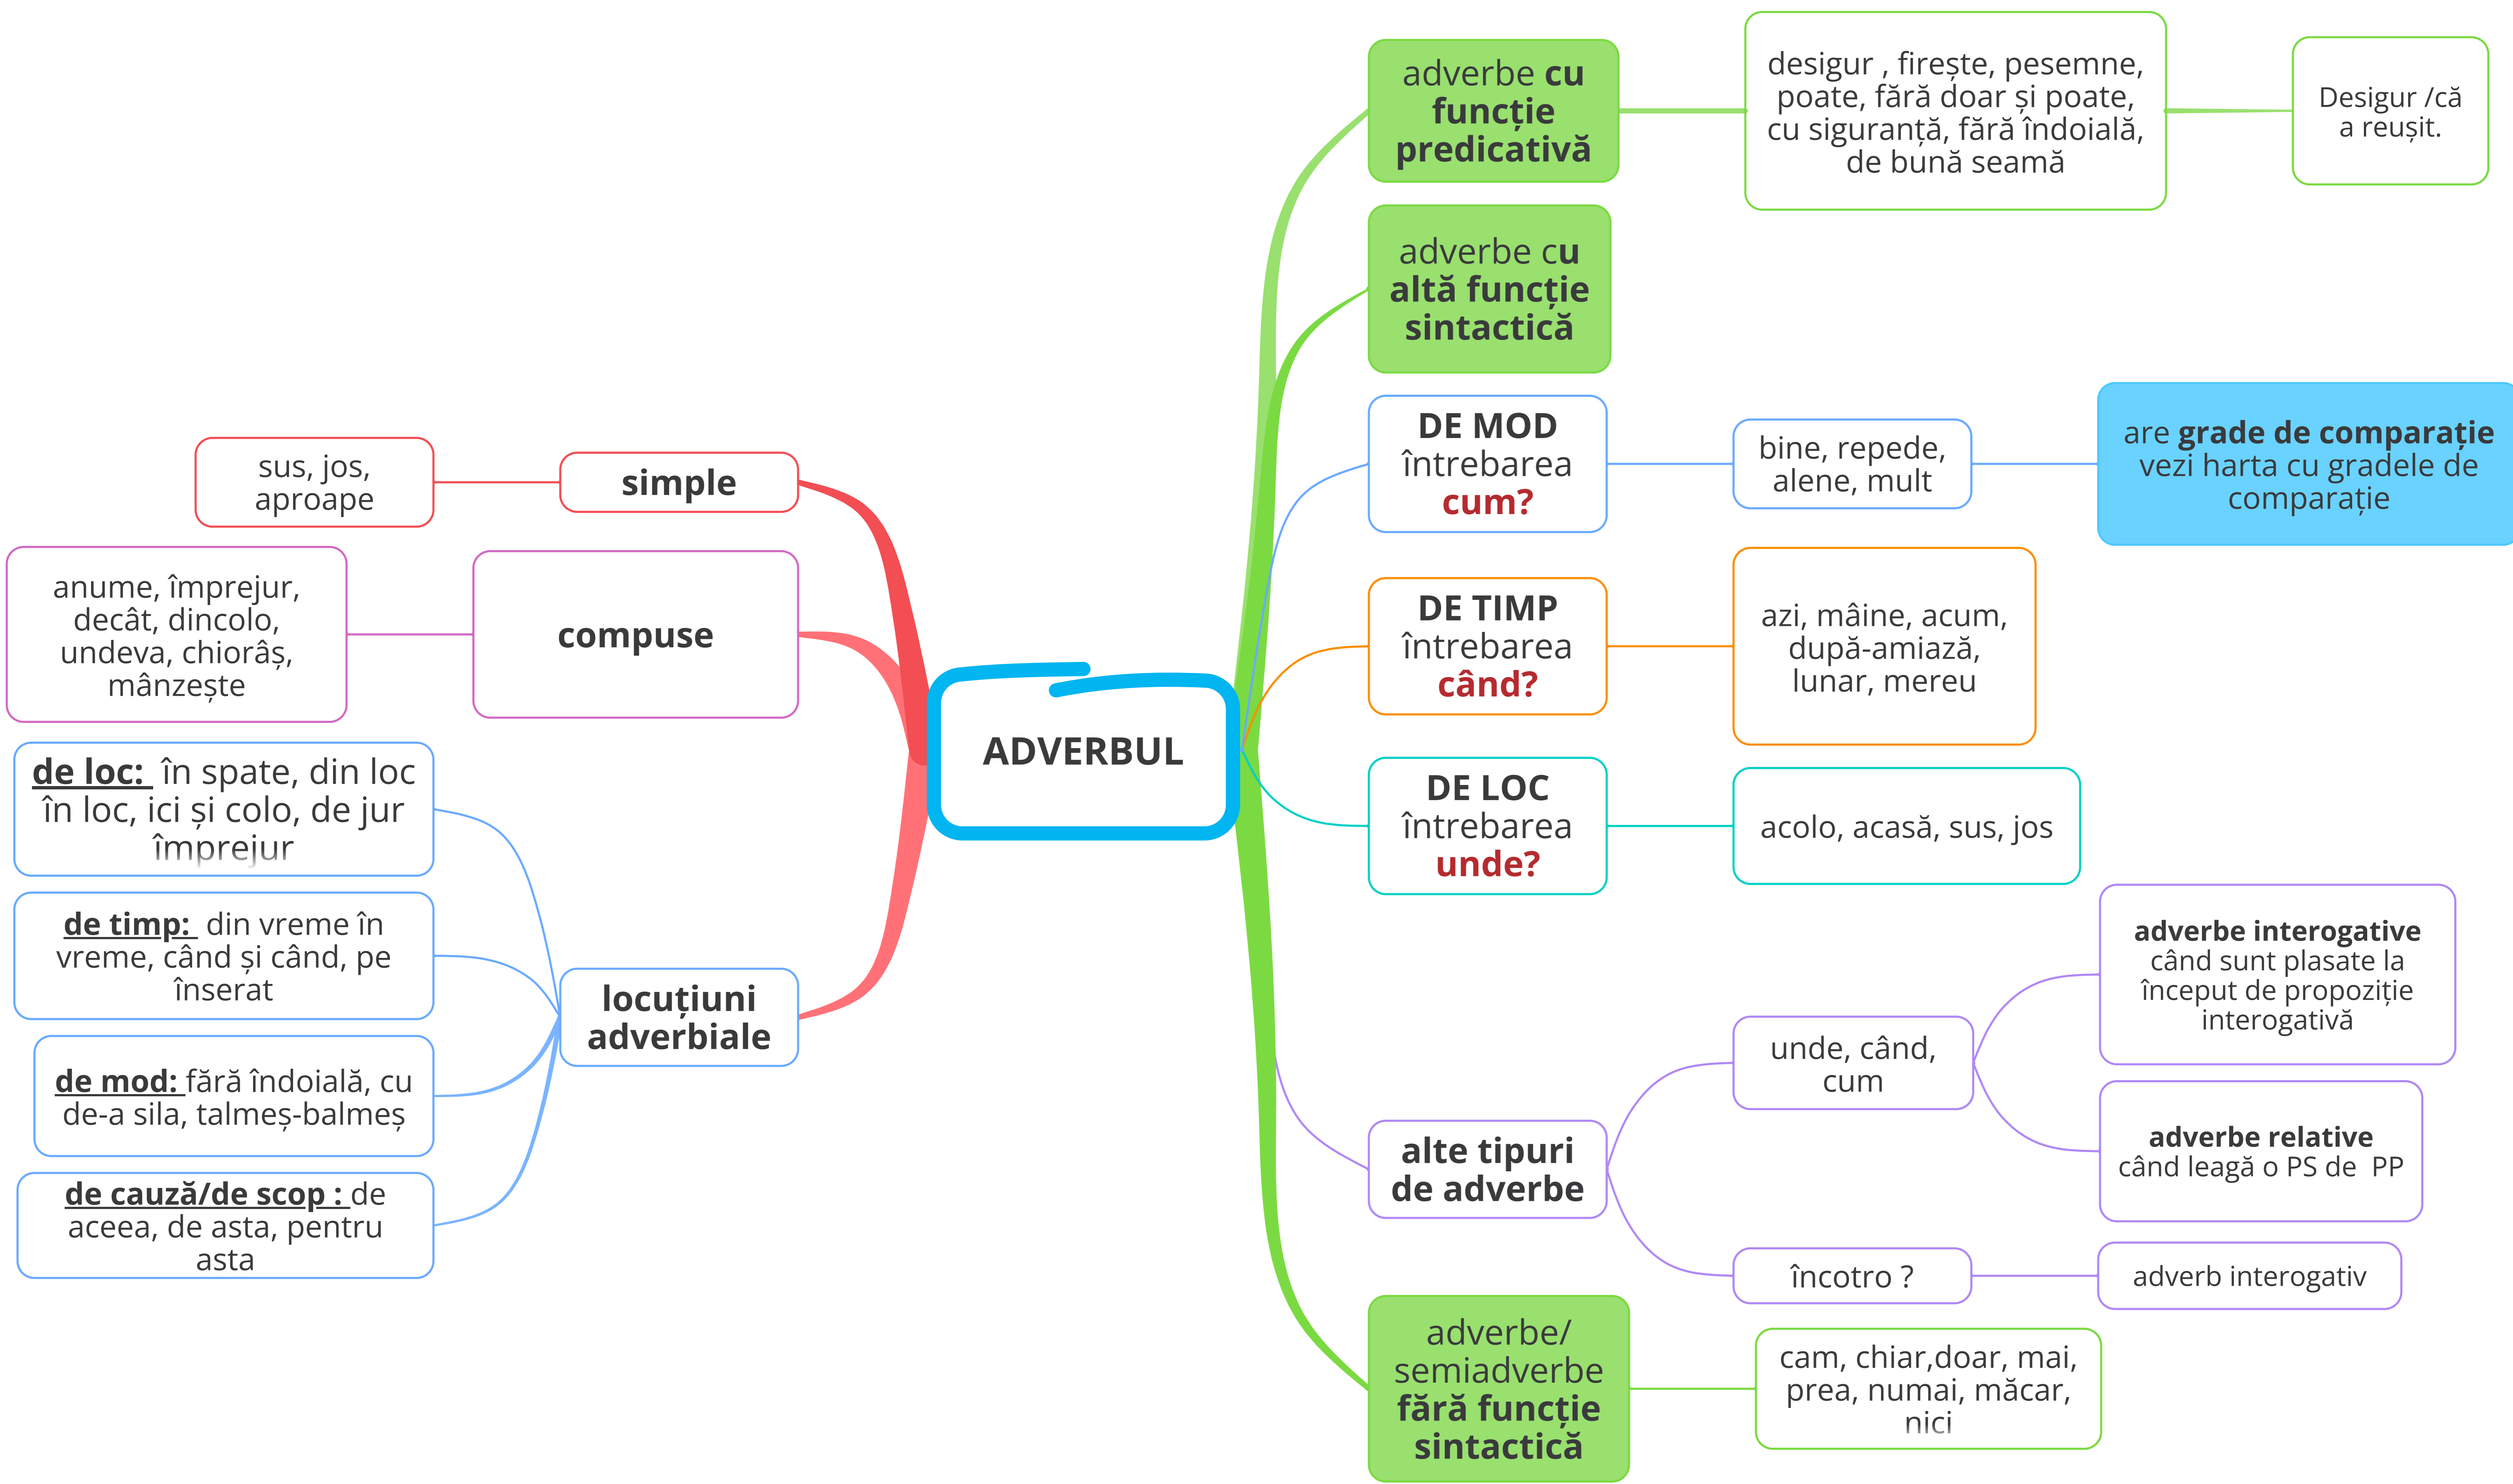 ADVERBUL
simple
sus, jos,
aproape
compuse
anume, împrejur,
decât, dincolo,
undeva, chiorâș,
mânzește
locuțiuni
adverbiale
de loc: în spate, din loc
în loc, ici și colo, de jur
împrejur
de timp: din vreme în
vreme, când și când, pe
înserat
de mod: fără îndoială, cu
de-a sila, talmeș-balmeș
de cauză/de scop : de
aceea, de asta, pentru
asta
adverbe cu
funcție
predicativă
desigur , firește, pesemne,
poate, fără doar și poate,
cu siguranță, fără îndoială,
de bună seamă
Desigur /că
a reușit.
adverbe cu
altă funcție
sintactică
DE MOD
întrebarea
cum?
bine, repede,
alene, mult
are grade de comparație
vezi harta cu gradele de
comparație
DE TIMP
întrebarea
când?
azi, mâine, acum,
după-amiază,
lunar, mereu
DE LOC
întrebarea
unde?
acolo, acasă, sus, jos
alte tipuri
de adverbe
unde, când,
cum
adverbe interogative
când sunt plasate la
început de propoziție
interogativă
adverbe relative
când leagă o PS de PP
încotro ?
adverb interogativ
adverbe/
semiadverbe
fără funcție
sintactică
cam, chiar,doar, mai,
prea, numai, măcar,
nici